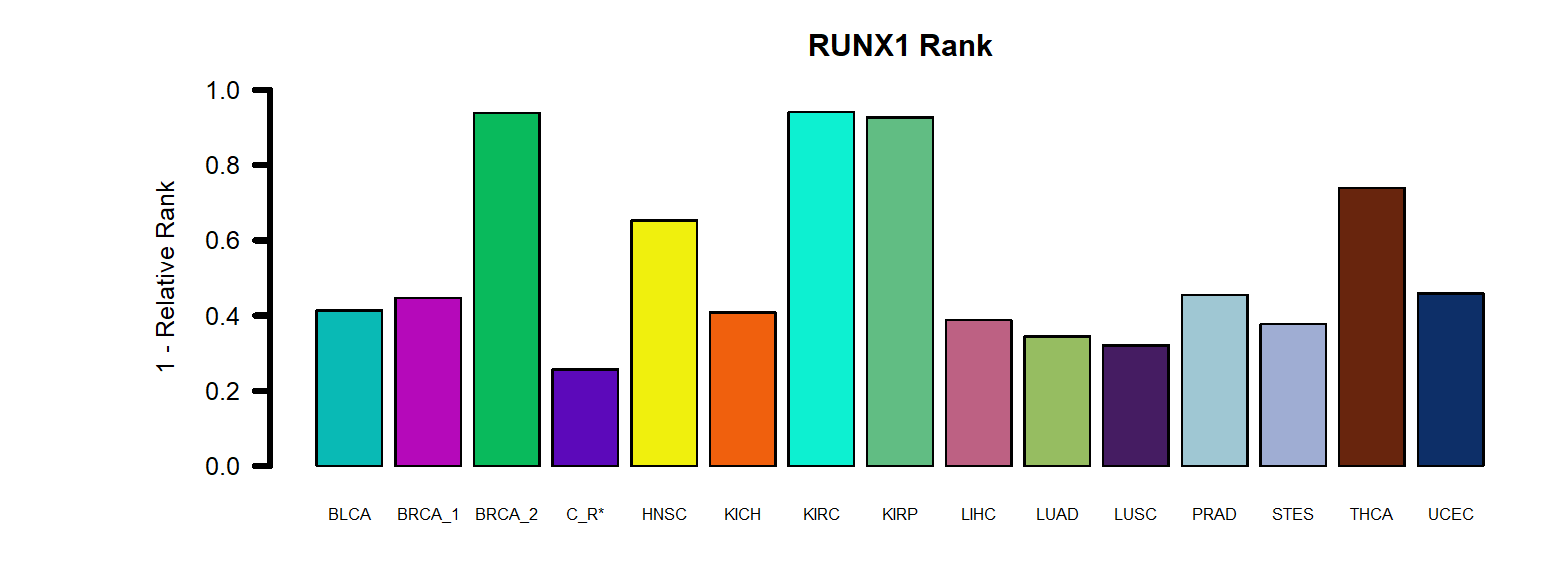 RUNX1 Rank
1 - Relative Rank
1.0
0.8
0.6
0.4
0.2
0.0
BLCA BRCA_1 BRCA_2 C_R* HNSC KICH KIRC KIRP LIHC LUAD LUSC PRAD STES THCA UCEC